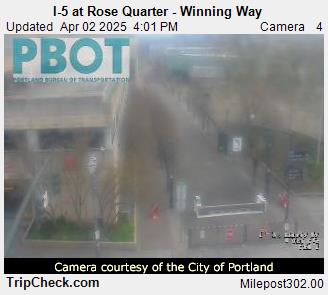 I-5 at Rose Quarter - Winning Way
Updated Apr 02 2025 4:01 PM Camera 4
PBOT
PORTLAND BUREAU OF TRANSPORTATION
Camera courtesy of the City of Portland
TripCheck.com Milepost302.00